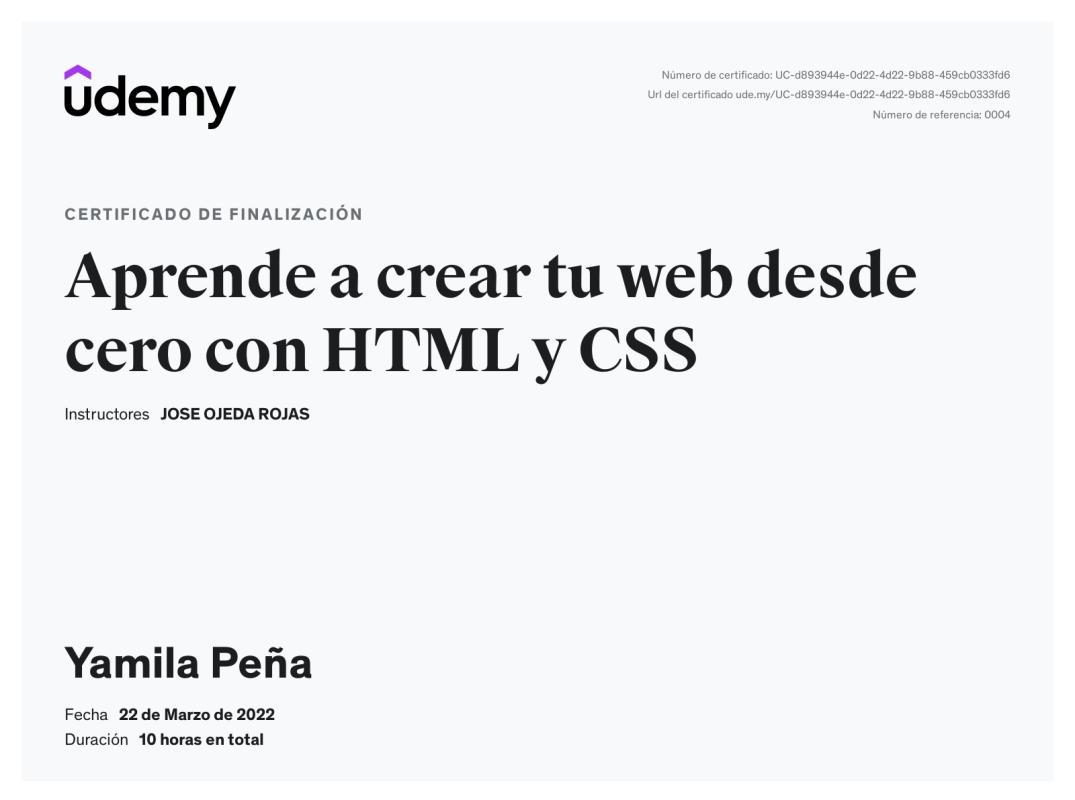 udemy
Número de certificado: UC-d893944e-0d22-4d22-9b88-459cb0333fd6
Url del certificado ude.my/UC-d893944e-0d22-4d22-9b88-459cb0333fd6
Número de referencia: 0004
CERTIFICADO DE FINALIZACIÓN
Aprende a crear tu web desde
cero con HTML y CSS
Instructores JOSE OJEDA ROJAS
Yamila Peña
Fecha 22 de Marzo de 2022
Duración 10 horas en total